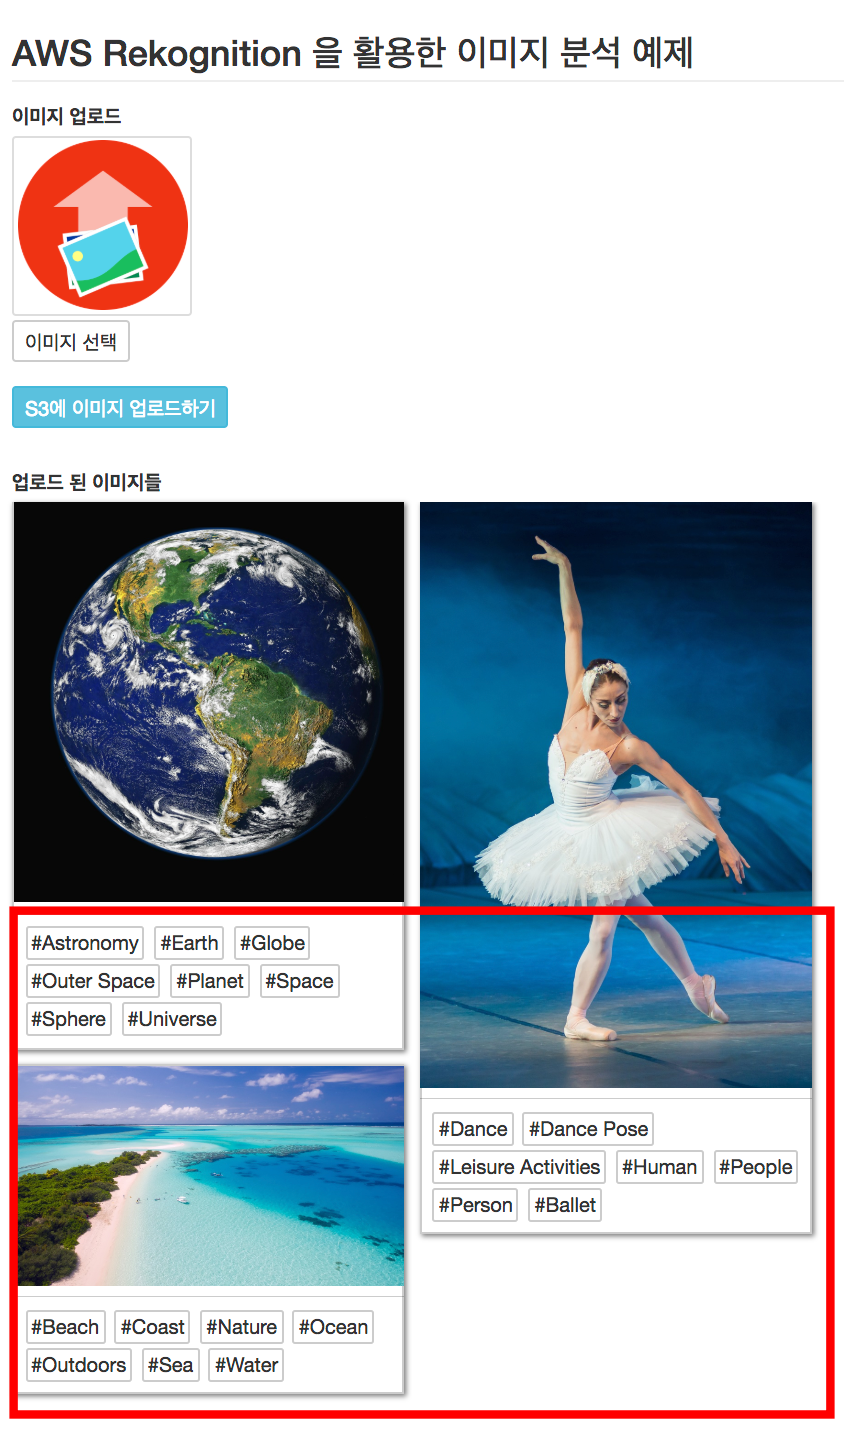 AWS Rekognition 을 활용한 이미지 분석 예제
이미지 업로드
이미지 선택
S3에 이미지 업로드하기
업로드 된 이미지들
#Astronomy #Earth #Globe
#Outer Space #Planet #Space
#Sphere #Universe
#Dance #Dance Pose
#Leisure Activities #Human #People
#Person #Ballet
#Beach #Coast #Nature #Ocean
#Outdoors #Sea #Water